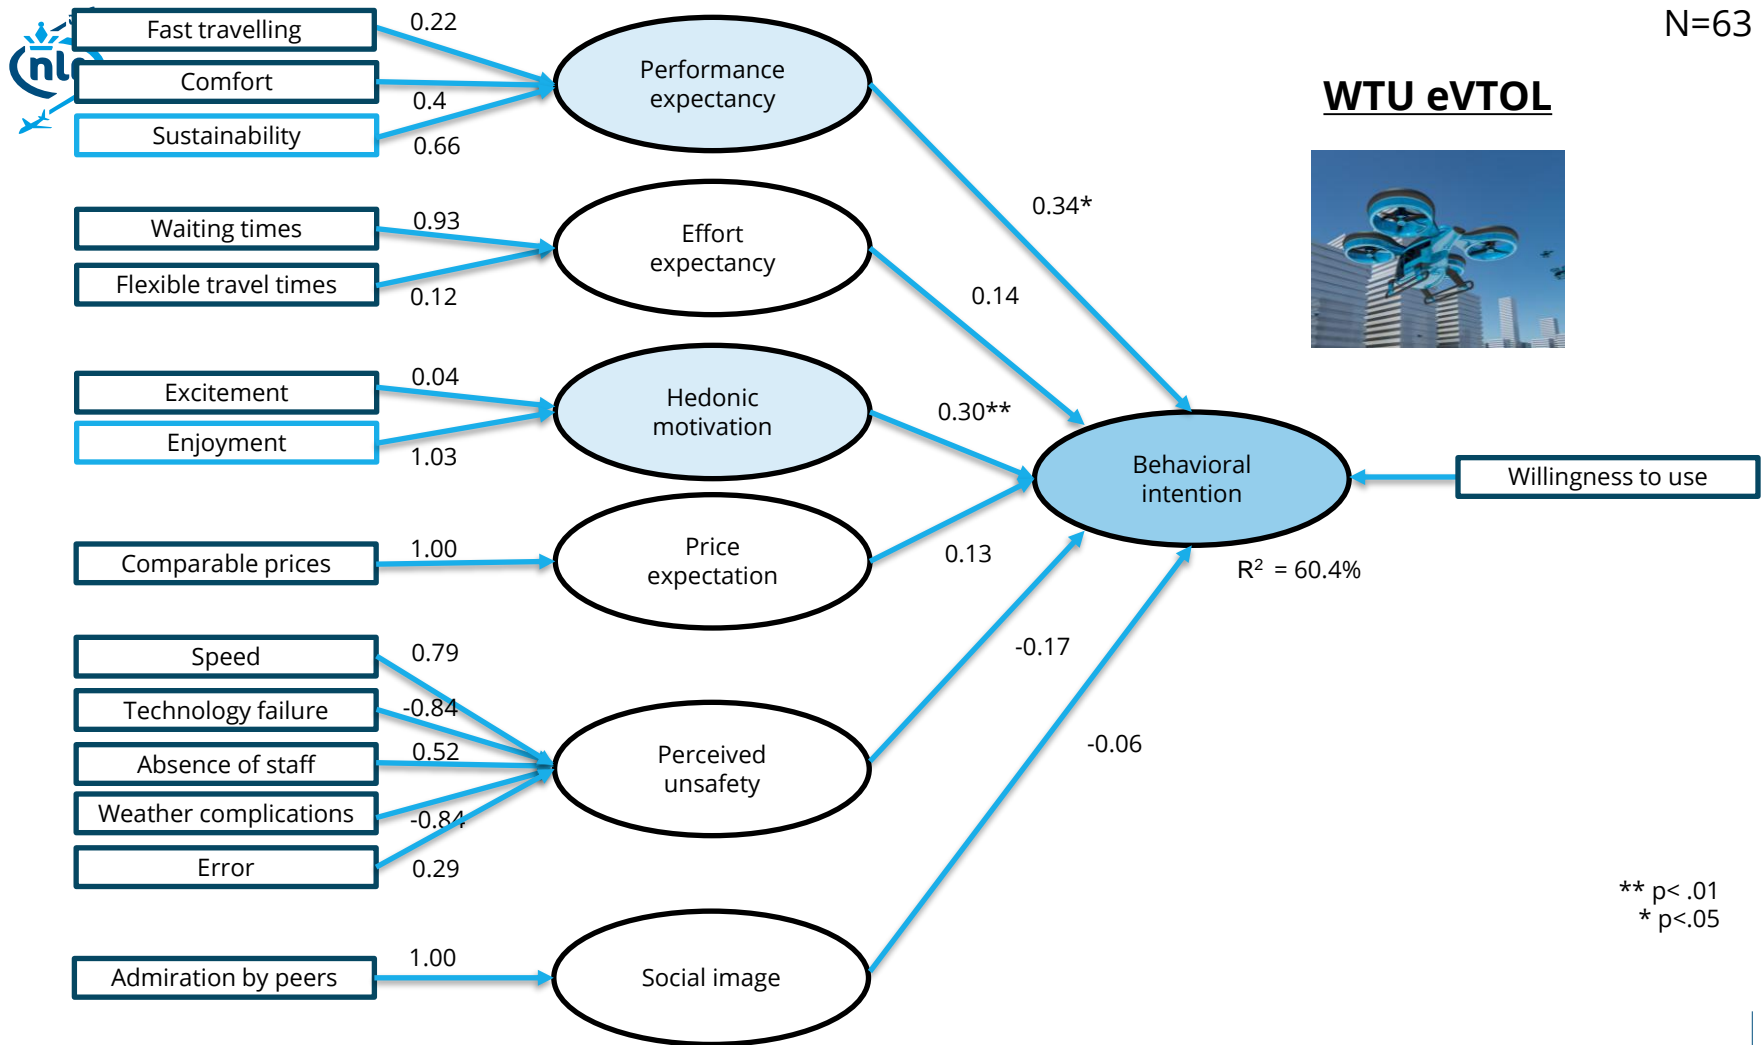 N=63
WTU eVTOL
nl
Fast travelling
0.22
Comfort
0.4
Sustainability
0.66
Performance
expectancy
0.34*
Waiting times
0.93
Flexible travel times
0.12
Effort
expectancy
0.14
Excitement
0.04
Enjoyment
1.03
Hedonic
motivation
0.30**
Behavioral
intention
Willingness to use
R² = 60.4%
Comparable prices
1.00
Price
expectation
0.13
Speed
0.79
Technology failure
-0.84
Absence of staff
0.52
Weather complications
-0.84
Error
0.29
Perceived
unsafety
-0.17
-0.06
Admiration by peers
1.00
Social image
** p< .01
* p<.05